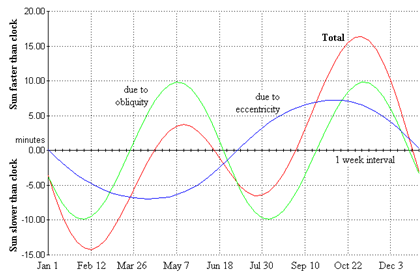 20.00
15.00
10.00
5.00
minutes
0.00
-5.00
-10.00
-15.00
Sun faster than clock
Sun slower than clock
Total
due to
obliquity
due to
eccentricity
1 week interval
Jan 1 Feb 12 Mar 26 May 7 Jun 18 Jul 30 Sep 10 Oct 22 Dec 3